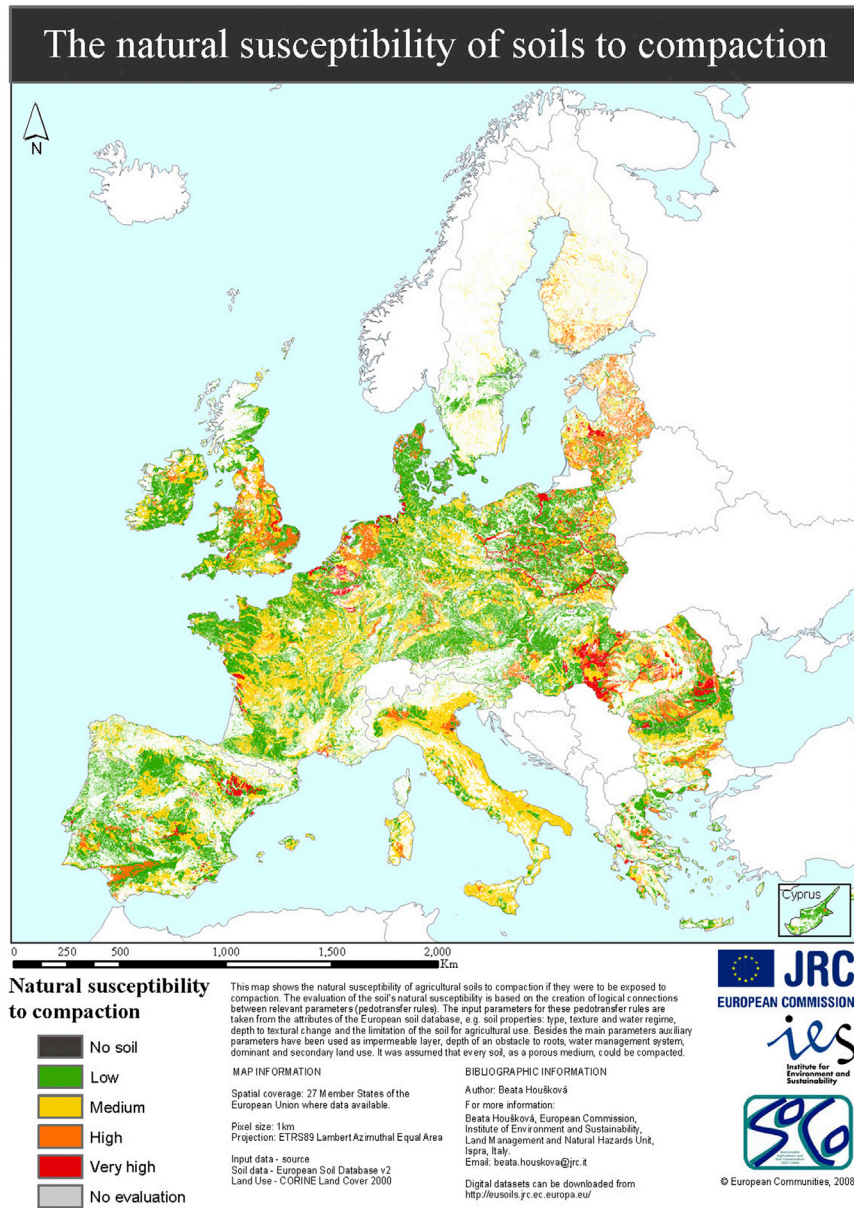 The natural susceptibility of soils to compaction
N
Cyprus
0 250 500 1,000 1,500 2,000
Km
Natural susceptibility
to compaction
No soil
Low
Medium
High
Very high
No evaluation
This map shows the natural susceptibility of agricultural soils to compaction if they were to be exposed to
compaction. The evaluation of the soil's natural susceptibility is based on the creation of logical connections
between relevant parameters (pedotransfer rules). The input parameters for these pedotransfer rules are
taken from the attributes of the European soil database, e.g. soil properties: type, texture and water regime,
depth to textural change and the limitation of the soil for agricultural use. Besides the main parameters auxiliary
parameters have been used as impermeable layer, depth of an obstacle to roots, water management system,
dominant and secondary land use. It was assumed that every soil, as a porous medium, could be compacted.
MAP INFORMATION
Spatial coverage: 27 Member States of the
European Union where data available.
Pixel size: 1km
Projection: ETRS89 Lambert Azimuthal Equal Area
Input data - source
Soil data - European Soil Database v2
Land Use - CORINE Land Cover 2000
BIBLIOGRAPHIC INFORMATION
Author: Beata Houšková
For more information:
Beata Houšková, European Commission,
Institute of Environment and Sustainability,
Land Management and Natural Hazards Unit,
Ispra, Italy.
Email: beata.houskova@jrc.it
Digital datasets can be downloaded from
http://eusoils.jrc.ec.europa.eu/
JRC
EUROPEAN COMMISSION
ies
Institute for
Environment and
Sustainability
SoCo
© European Communities, 2008